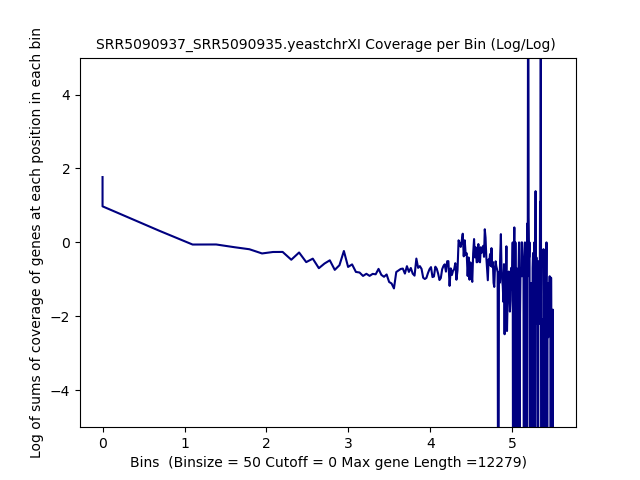 SRR5090937_SRR5090935.yeastchrXI Coverage per Bin (Log/Log)
Log of sums of coverage of genes at each position in each bin
4
2
0
−2
−4
0 1 2 3 4 5
Bins  (Binsize = 50 Cutoff = 0 Max gene Length =12279)